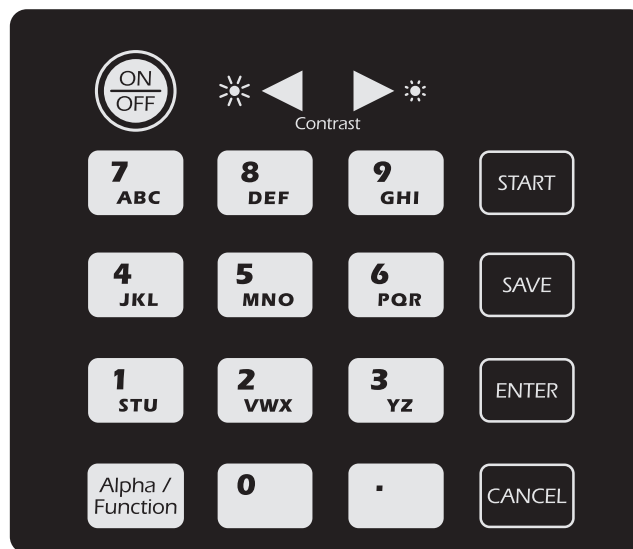 ON
OFF
Contrast
7
ABC
8
DEF
9
GHI
START
4
JKL
5
MNO
6
PQR
SAVE
1
STU
2
VWX
3
YZ
ENTER
Alpha /
Function
0
.
CANCEL